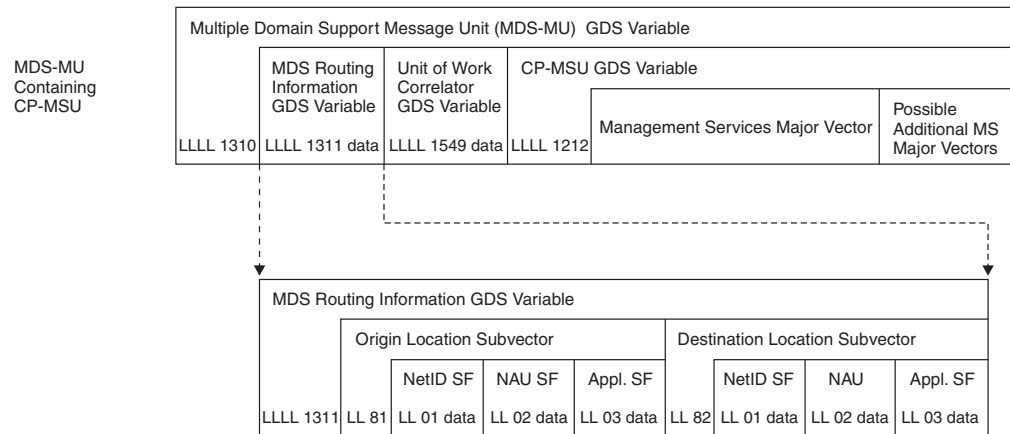 Multiple Domain Support Message Unit (MDS-MU) GDS Variable
MDS-MU
Containing
CP-MSU
MDS Routing
Information
GDS Variable
Unit of Work
Correlator
GDS Variable
CP-MSU GDS Variable
Management Services Major Vector
Possible
Additional MS
Major Vectors
LLLL 1310
LLLL 1311 data
LLLL 1549 data
LLLL 1212
MDS Routing Information GDS Variable
Origin Location Subvector
Destination Location Subvector
NetID SF
NAU SF
Appl. SF
NetID SF
NAU
Appl. SF
LLLL 1311
LL 81
LL 01 data
LL 02 data
LL 03 data
LL 82
LL 01 data
LL 02 data
LL 03 data